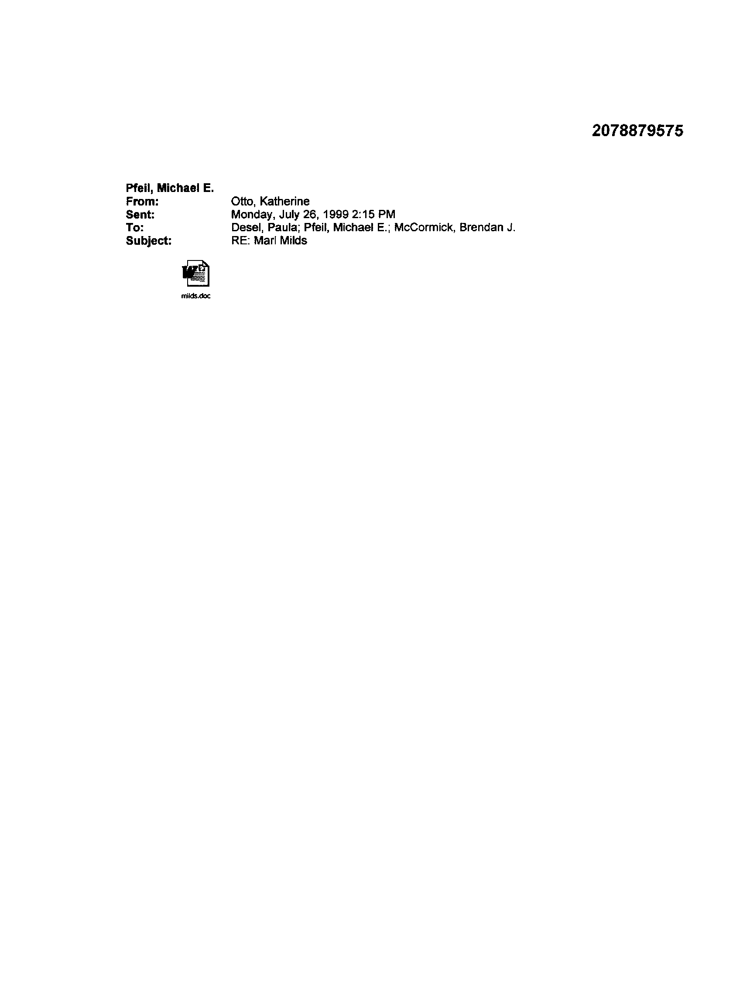 2078879575
Pfeil, Michael E.
From: Otto, Katherine
Sent: Monday, July 26, 1999 2:15 PM
To: Desel, Paula; Pfeil, Michael E.; McCormick, Brendan J.
Subject: RE: Marl Milds
milds.doc